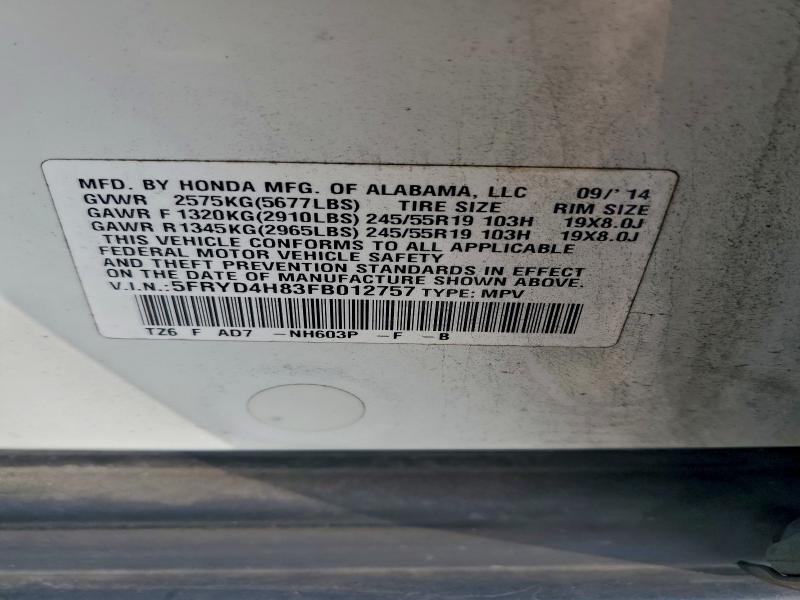 MFD. BY HONDA MFG. OF ALABAMA, LLC 09/'14
GVWR 2575KG(5677LBS) TIRE SIZE RIM SIZE
GAWR F 1320KG(2910LBS) 245/55R19 103H 19X8.0J
GAWR R1345KG(2965LBS) 245/55R19 103H 19X8.0J
THIS VEHICLE CONFORMS TO ALL APPLICABLE
FEDERAL MOTOR VEHICLE SAFETY
AND THEFT PREVENTION STANDARDS IN EFFECT
ON THE DATE OF MANUFACTURE SHOWN ABOVE.
V.I.N.:5FRYD4H83FB012757 TYPE: MPV
TZ6 F AD7 -NH603P -F -B